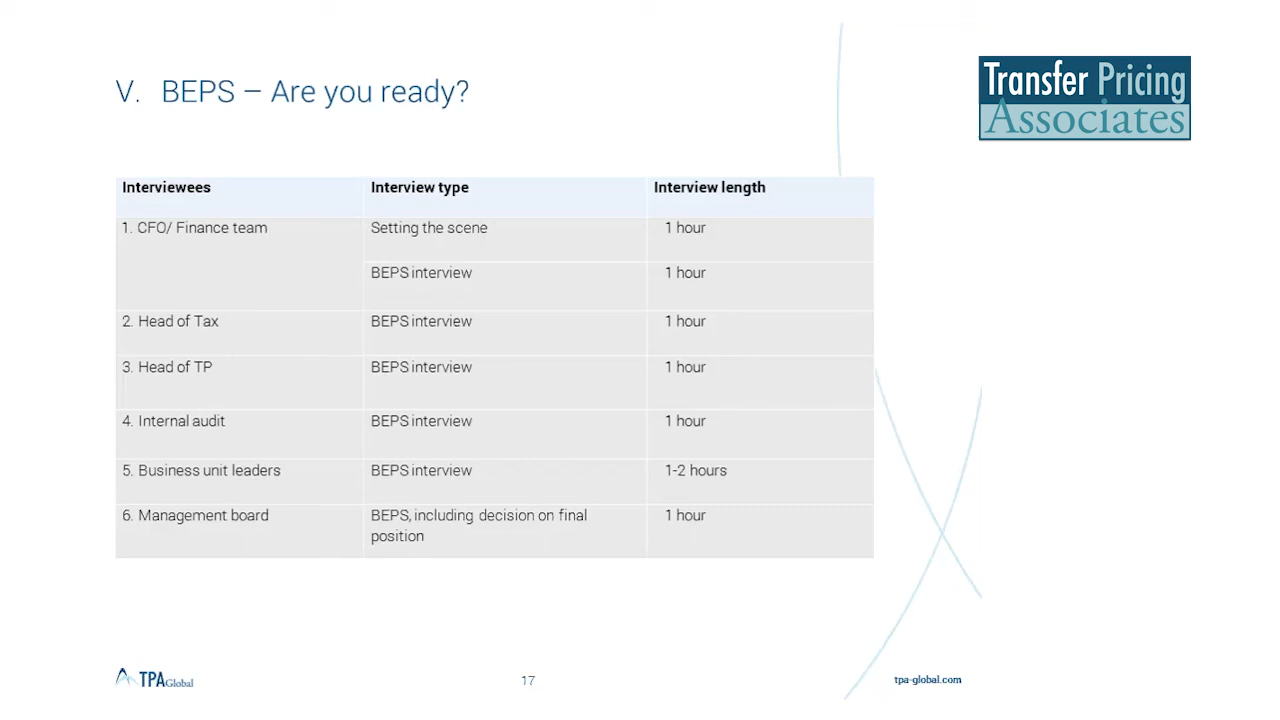 V. BEPS – Are you ready?
Transfer Pricing
Associates
Interviewees Interview type Interview length
1. CFO/ Finance team Setting the scene 1 hour
BEPS interview 1 hour
2. Head of Tax BEPS interview 1 hour
3. Head of TP BEPS interview 1 hour
4. Internal audit BEPS interview 1 hour
5. Business unit leaders BEPS interview 1-2 hours
6. Management board BEPS, including decision on final 1 hour
position
TPA Global 17 tpa-global.com